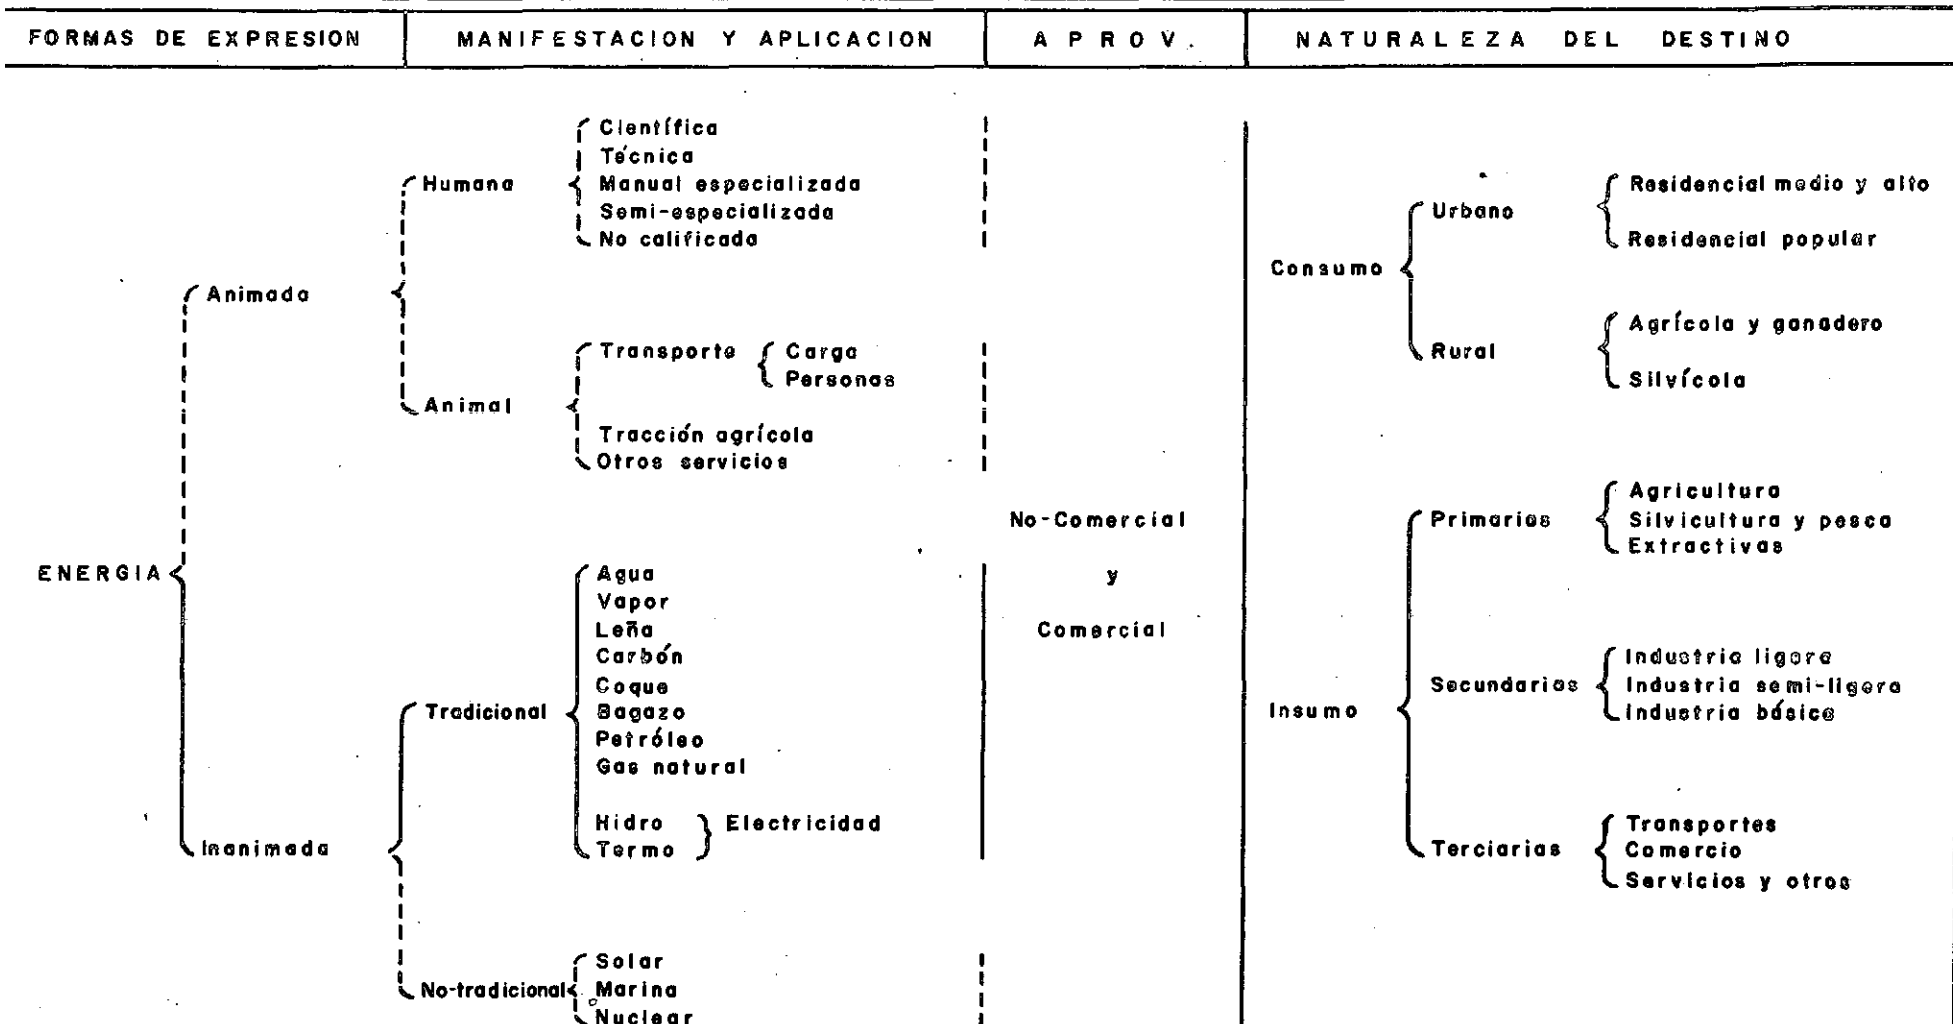 FORMAS DE EXPRESION
MANIFESTACION Y APLICACION
APROV.
NATURALEZA DEL DESTINO
ENERGIA
Animada
Humana
Científica
Técnica
Manual especializada
Semi-especializada
No calificada
Animal
Transporte
Carga
Personas
Tracción agrícola
Otros servicios
Inanimada
Tradicional
Agua
Vapor
Leña
Carbón
Coque
Bagazo
Petróleo
Gas natural
Hidro
Termo
Electricidad
No-tradicional
Solar
Marina
Nuclear
No-Comercial
y
Comercial
Consumo
Urbano
Residencial medio y alto
Residencial popular
Rural
Agrícola y ganadero
Silvícola
Insumo
Primarios
Agricultura
Silvicultura y pesca
Extractivas
Secundarios
Industria ligera
Industria semi-ligera
Industria básica
Terciarias
Transportes
Comercio
Servicios y otros